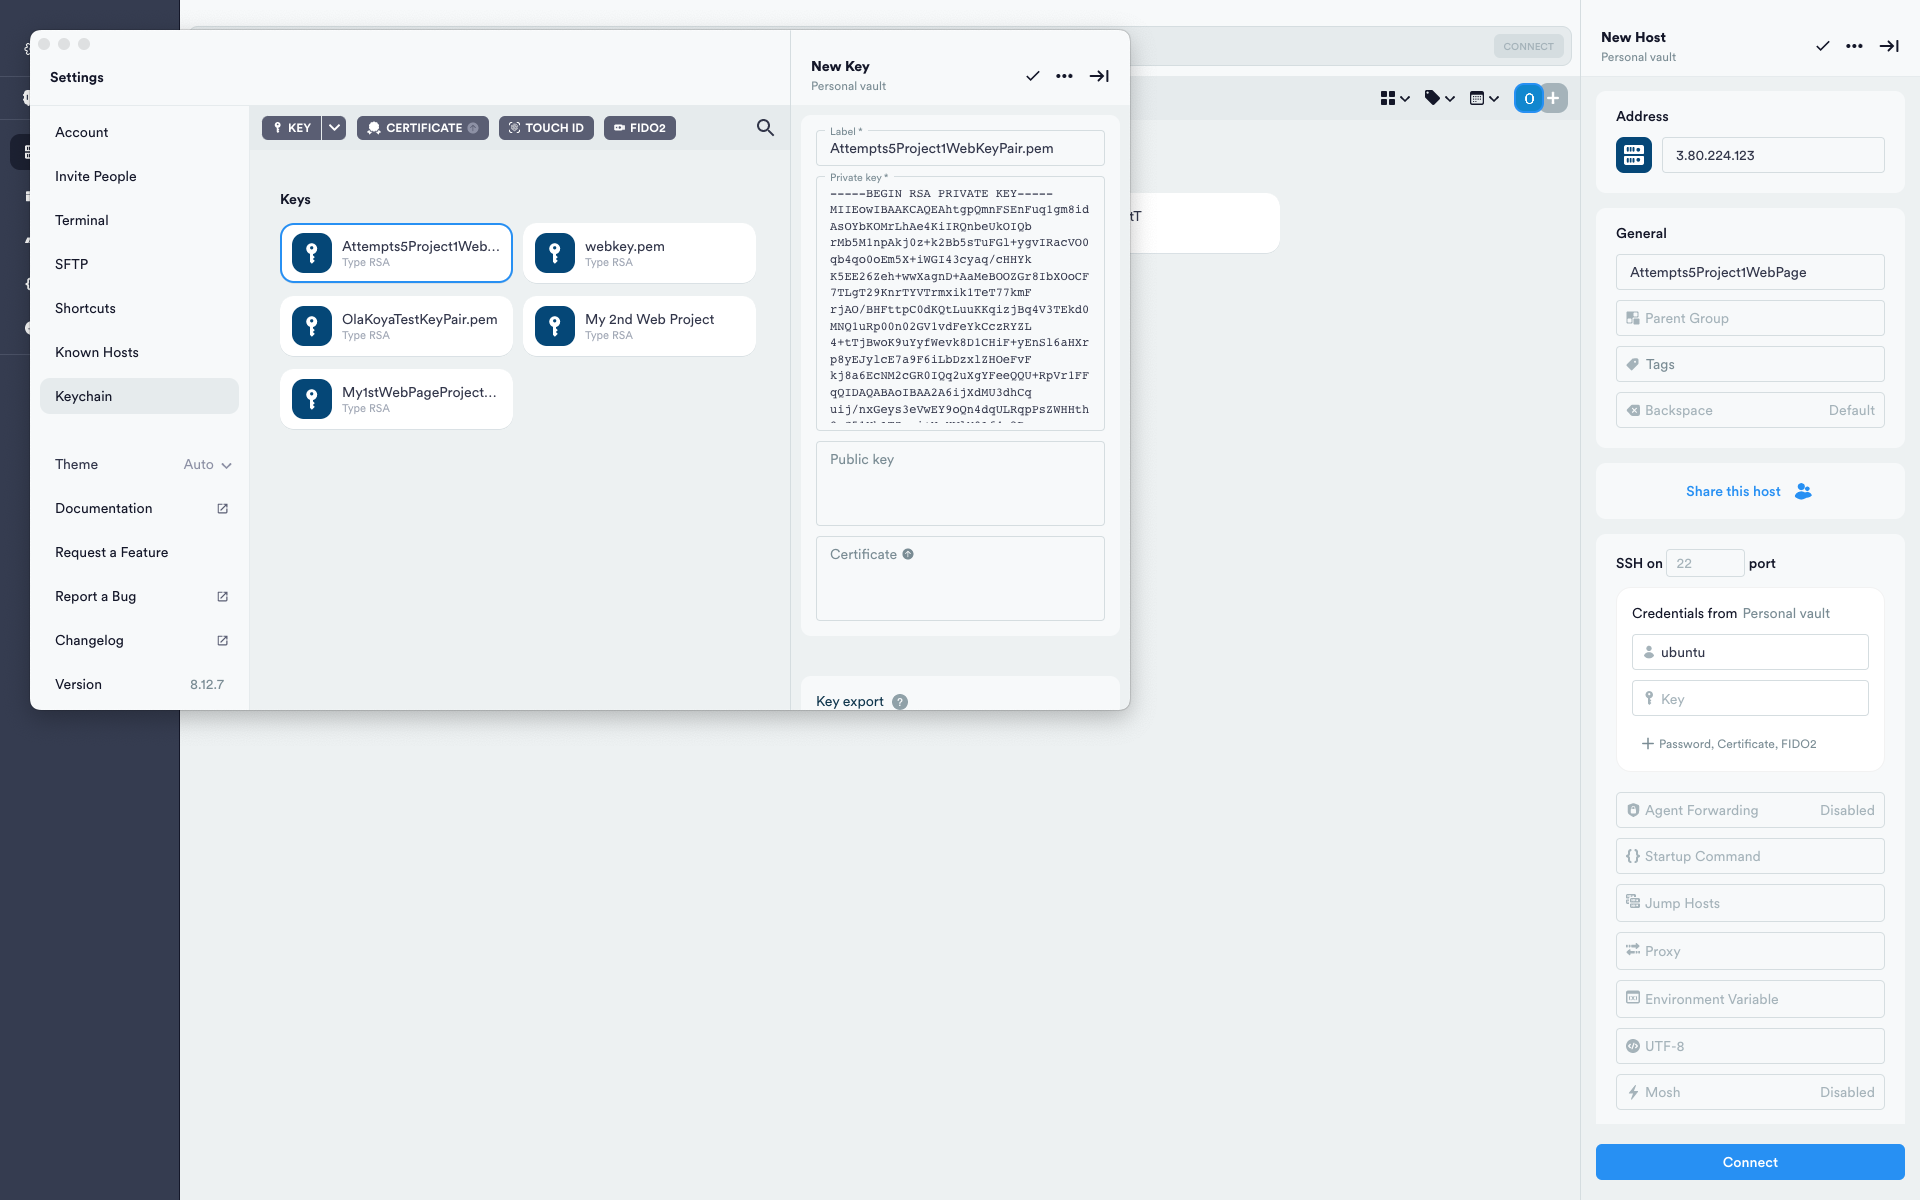 Settings
Account
Invite People
Terminal
SFTP
Shortcuts
Known Hosts
Keychain
Theme Auto
Documentation
Request a Feature
Report a Bug
Changelog
Version 8.12.7
KEY CERTIFICATE TOUCH ID FIDO2
Keys
Attempts5Project1Web...
Type RSA
webkey.pem
Type RSA
OlaKoyaTestKeyPair.pem
Type RSA
My 2nd Web Project
Type RSA
My1stWebPageProject...
Type RSA
New Key
Personal vault
Label *
Attempts5Project1WebKeyPair.pem
Private key *
-----BEGIN RSA PRIVATE KEY-----
MIIEowIBAAKCAQEAhtgpQmnFSEnFuq1gm8id
AsOYbKOMrLhAe4KiIRQnbeUkOIQb
rMb5M1npAkj0z+k2Bb5sTuFGl+ygvIRacVO0
qb4qo0oEm5X+iWGI43cyaq/cHHYk
K5EE26Zeh+wwXagnD+AaMeBOOZGr8IbXOoCF
7TLgT29KnrTYVTrmxik1TeT77kmF
rjAO/BHFttpC0dKQtLuuKKqizjBq4V3TEkd0
MNQ1uRp00n02GV1vdFeYkCczRYZL
4+tTjBwoK9uYyfWevk8D1CHiF+yEnSl6aHXr
p8yEJylcE7a9F6iLbDzxlZHOeFvF
kj8a6EcNM2cGR0IQq2uXgYFeeQQU+RpVr1FF
qQIDAQABAoIBAA2A6ijXdMU3dhCq
uij/nxGeys3eVwEY9oQn4dqULRqpPsZWHHth
Public key
Certificate
Key export ?
CONNECT
O
tT
New Host
Personal vault
Address
3.80.224.123
General
Attempts5Project1WebPage
Parent Group
Tags
Backspace Default
Share this host
SSH on 22 port
Credentials from Personal vault
ubuntu
Key
Password, Certificate, FIDO2
Agent Forwarding Disabled
Startup Command
Jump Hosts
Proxy
Environment Variable
UTF-8
Mosh Disabled
Connect